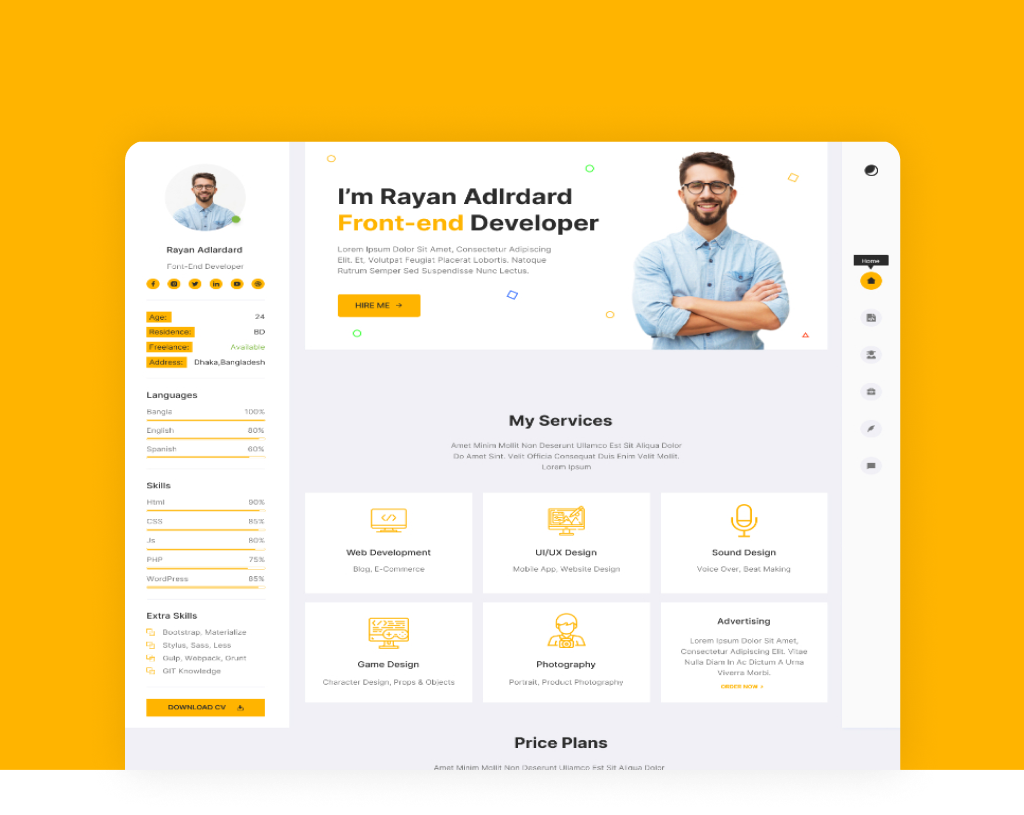 Rayan Adlardard
Font-End Developer
Age: 24
Residence: BD
Freelance: Available
Address: Dhaka,Bangladesh
Languages
Bangla 100%
English 80%
Spanish 60%
Skills
Html 90%
CSS 85%
Js 80%
PHP 75%
WordPress 85%
Extra Skills
Bootstrap, Materialize
Stylus, Sass, Less
Gulp, Webpack, Grunt
GIT Knowledge
DOWNLOAD CV
I'm Rayan Adlrdard
Front-end Developer
Lorem Ipsum Dolor Sit Amet, Consectetur Adipiscing
Elit. Et, Volutpat Feugiat Placerat Lobortis. Natoque
Rutrum Semper Sed Suspendisse Nunc Lectus.
HIRE ME →
My Services
Amet Minim Mollit Non Deserunt Ullamco Est Sit Aliqua Dolor
Do Amet Sint. Velit Officia Consequat Duis Enim Velit Mollit.
Lorem Ipsum
Web Development
Blog, E-Commerce
UI/UX Design
Mobile App, Website Design
Sound Design
Voice Over, Beat Making
Game Design
Character Design, Props & Objects
Photography
Portrait, Product Photography
Advertising
Lorem Ipsum Dolor Sit Amet,
Consectetur Adipiscing Elit. Vitae
Nulla Diam In Ac Dictum A Urna
Viverra Morbi.
ORDER NOW >
Price Plans
Amet Minim Mollit Non Deserunt Ullamco Est Sit Aliqua Dolor
Home